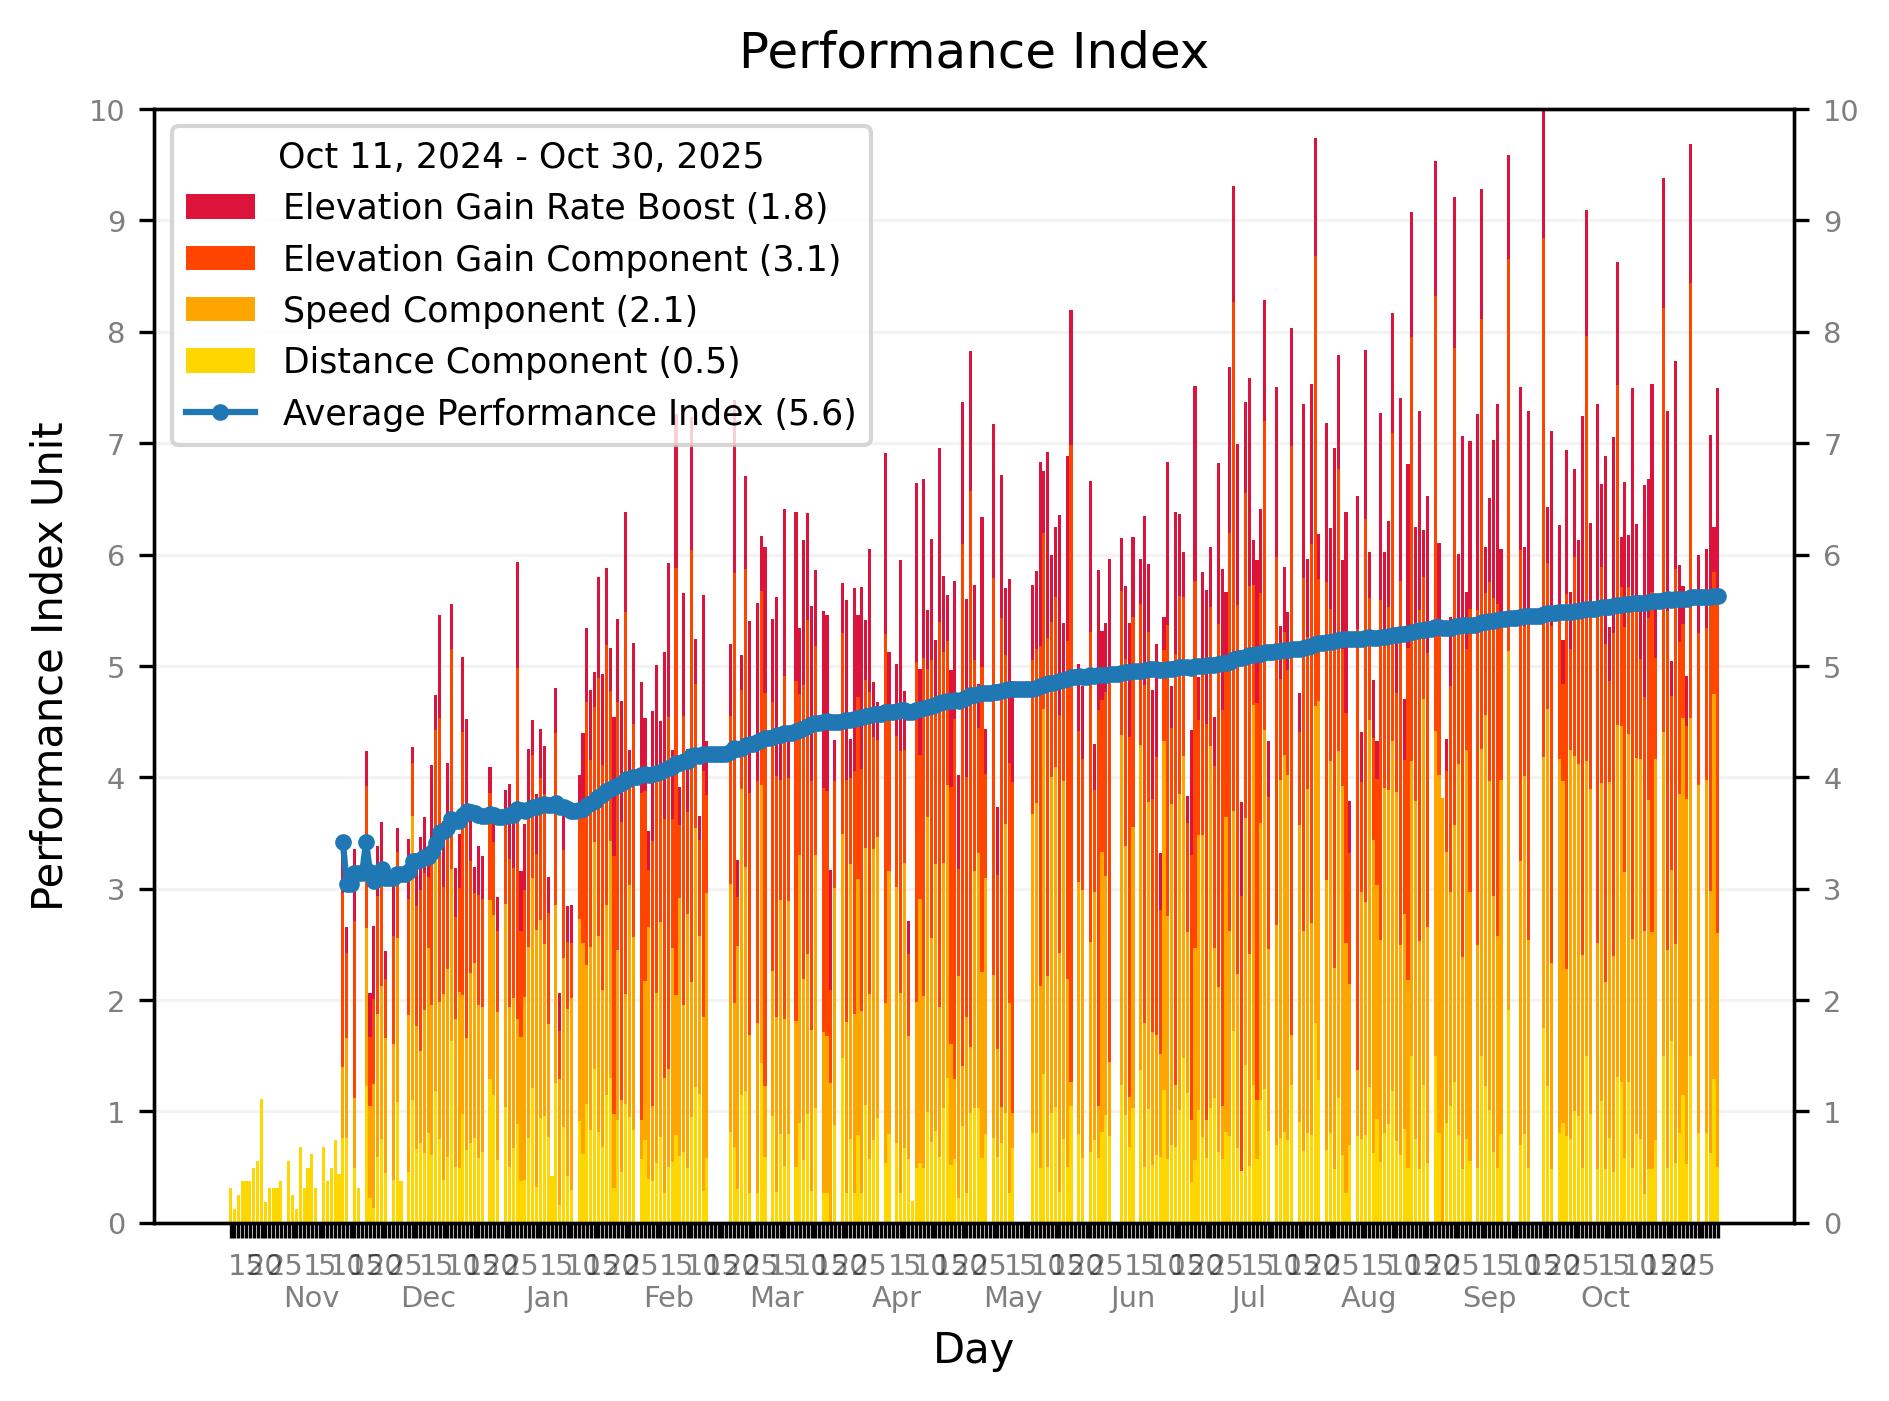 Performance Index
Oct 11, 2024 - Oct 30, 2025
Elevation Gain Rate Boost (1.8)
Elevation Gain Component (3.1)
Speed Component (2.1)
Distance Component (0.5)
Average Performance Index (5.6)
Performance Index Unit
10
9
8
7
6
5
4
3
2
1
0
10
9
8
7
6
5
4
3
2
1
0
Nov Dec Jan Feb Mar Apr May Jun Jul Aug Sep Oct
Day